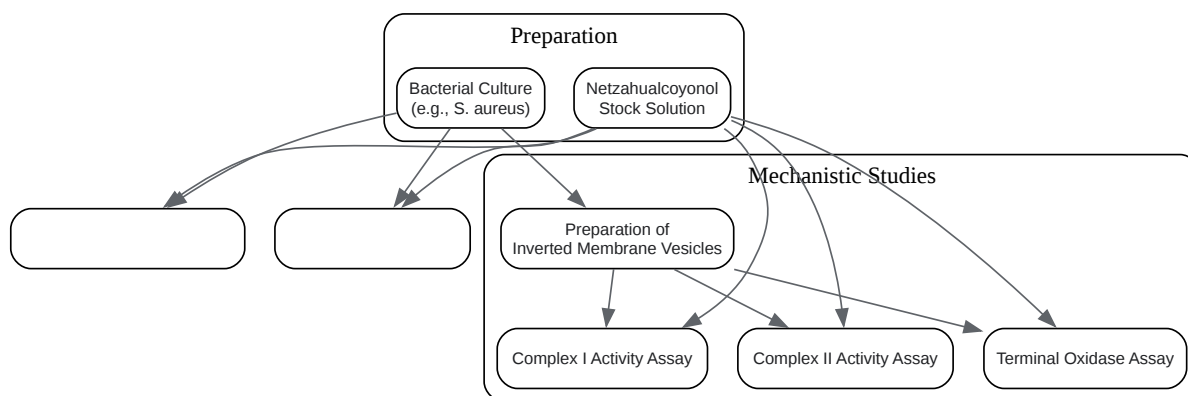 Preparation
Bacterial Culture
(e.g., S. aureus)
Netzahualcoyonol
Stock Solution
Mechanistic Studies
Preparation of
Inverted Membrane Vesicles
Complex I Activity Assay
Complex II Activity Assay
Terminal Oxidase Assay